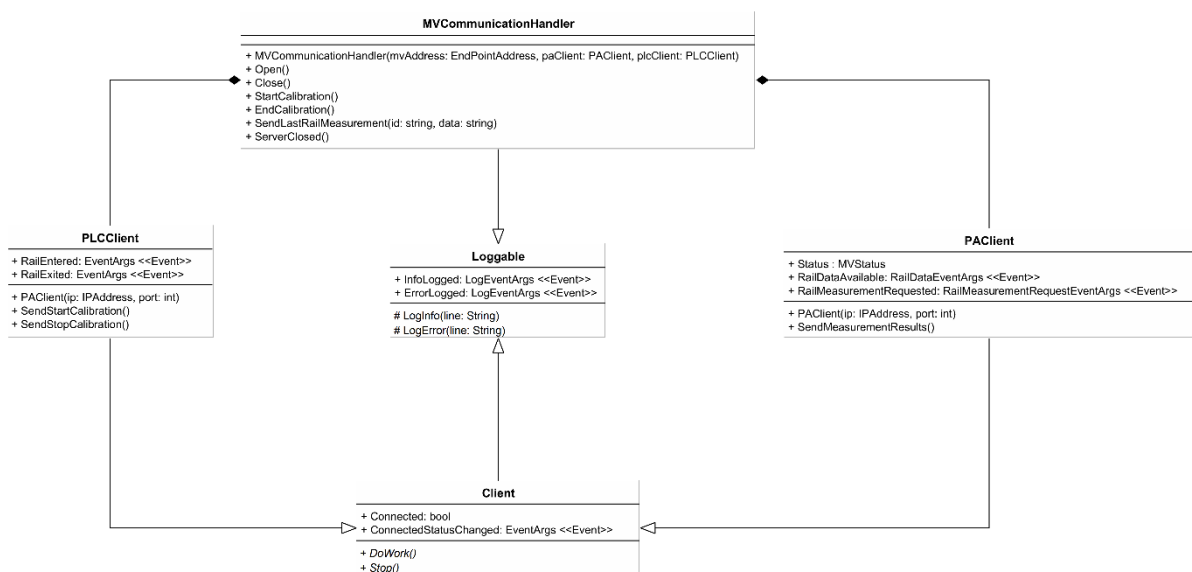 MVCommunicationHandler
+ MVCommunicationHandler(mvAddress: EndPointAddress, paClient: PAClient, plcClient: PLCClient)
+ Open()
+ Close()
+ StartCalibration()
+ EndCalibration()
+ SendLastRailMeasurement(id: string, data: string)
+ ServerClosed()
PLCClient
+ RailEntered: EventArgs <<Event>>
+ RailExited: EventArgs <<Event>>
+ PAClient(ip: IPAddress, port: int)
+ SendStartCalibration()
+ SendStopCalibration()
Loggable
+ InfoLogged: LogEventArgs <<Event>>
+ ErrorLogged: LogEventArgs <<Event>>
# LogInfo(line: String)
# LogError(line: String)
PAClient
+ Status : MVStatus
+ RailDataAvailable: RailDataEventArgs <<Event>>
+ RailMeasurementRequested: RailMeasurementRequestEventArgs <<Event>>
+ PAClient(ip: IPAddress, port: int)
+ SendMeasurementResults()
Client
+ Connected: bool
+ ConnectedStatusChanged: EventArgs <<Event>>
+ DoWork()
+ Stop()